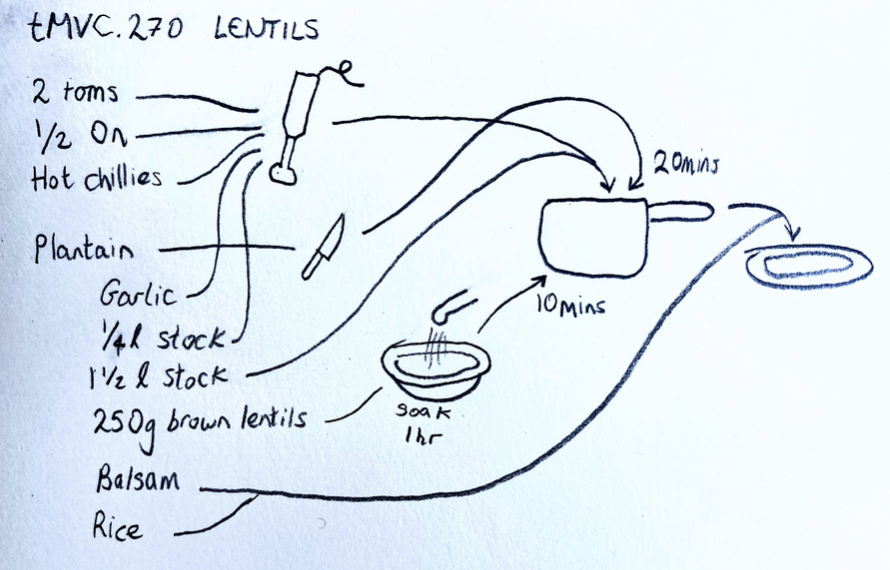 tMVC.270 LENTILS
2 toms
1/2 On
Hot chillies
20mins
Plantain
Garlic
10mins
1/4 l stock
1 1/2 l stock
250g brown lentils
soak
1hr
Balsam
Rice